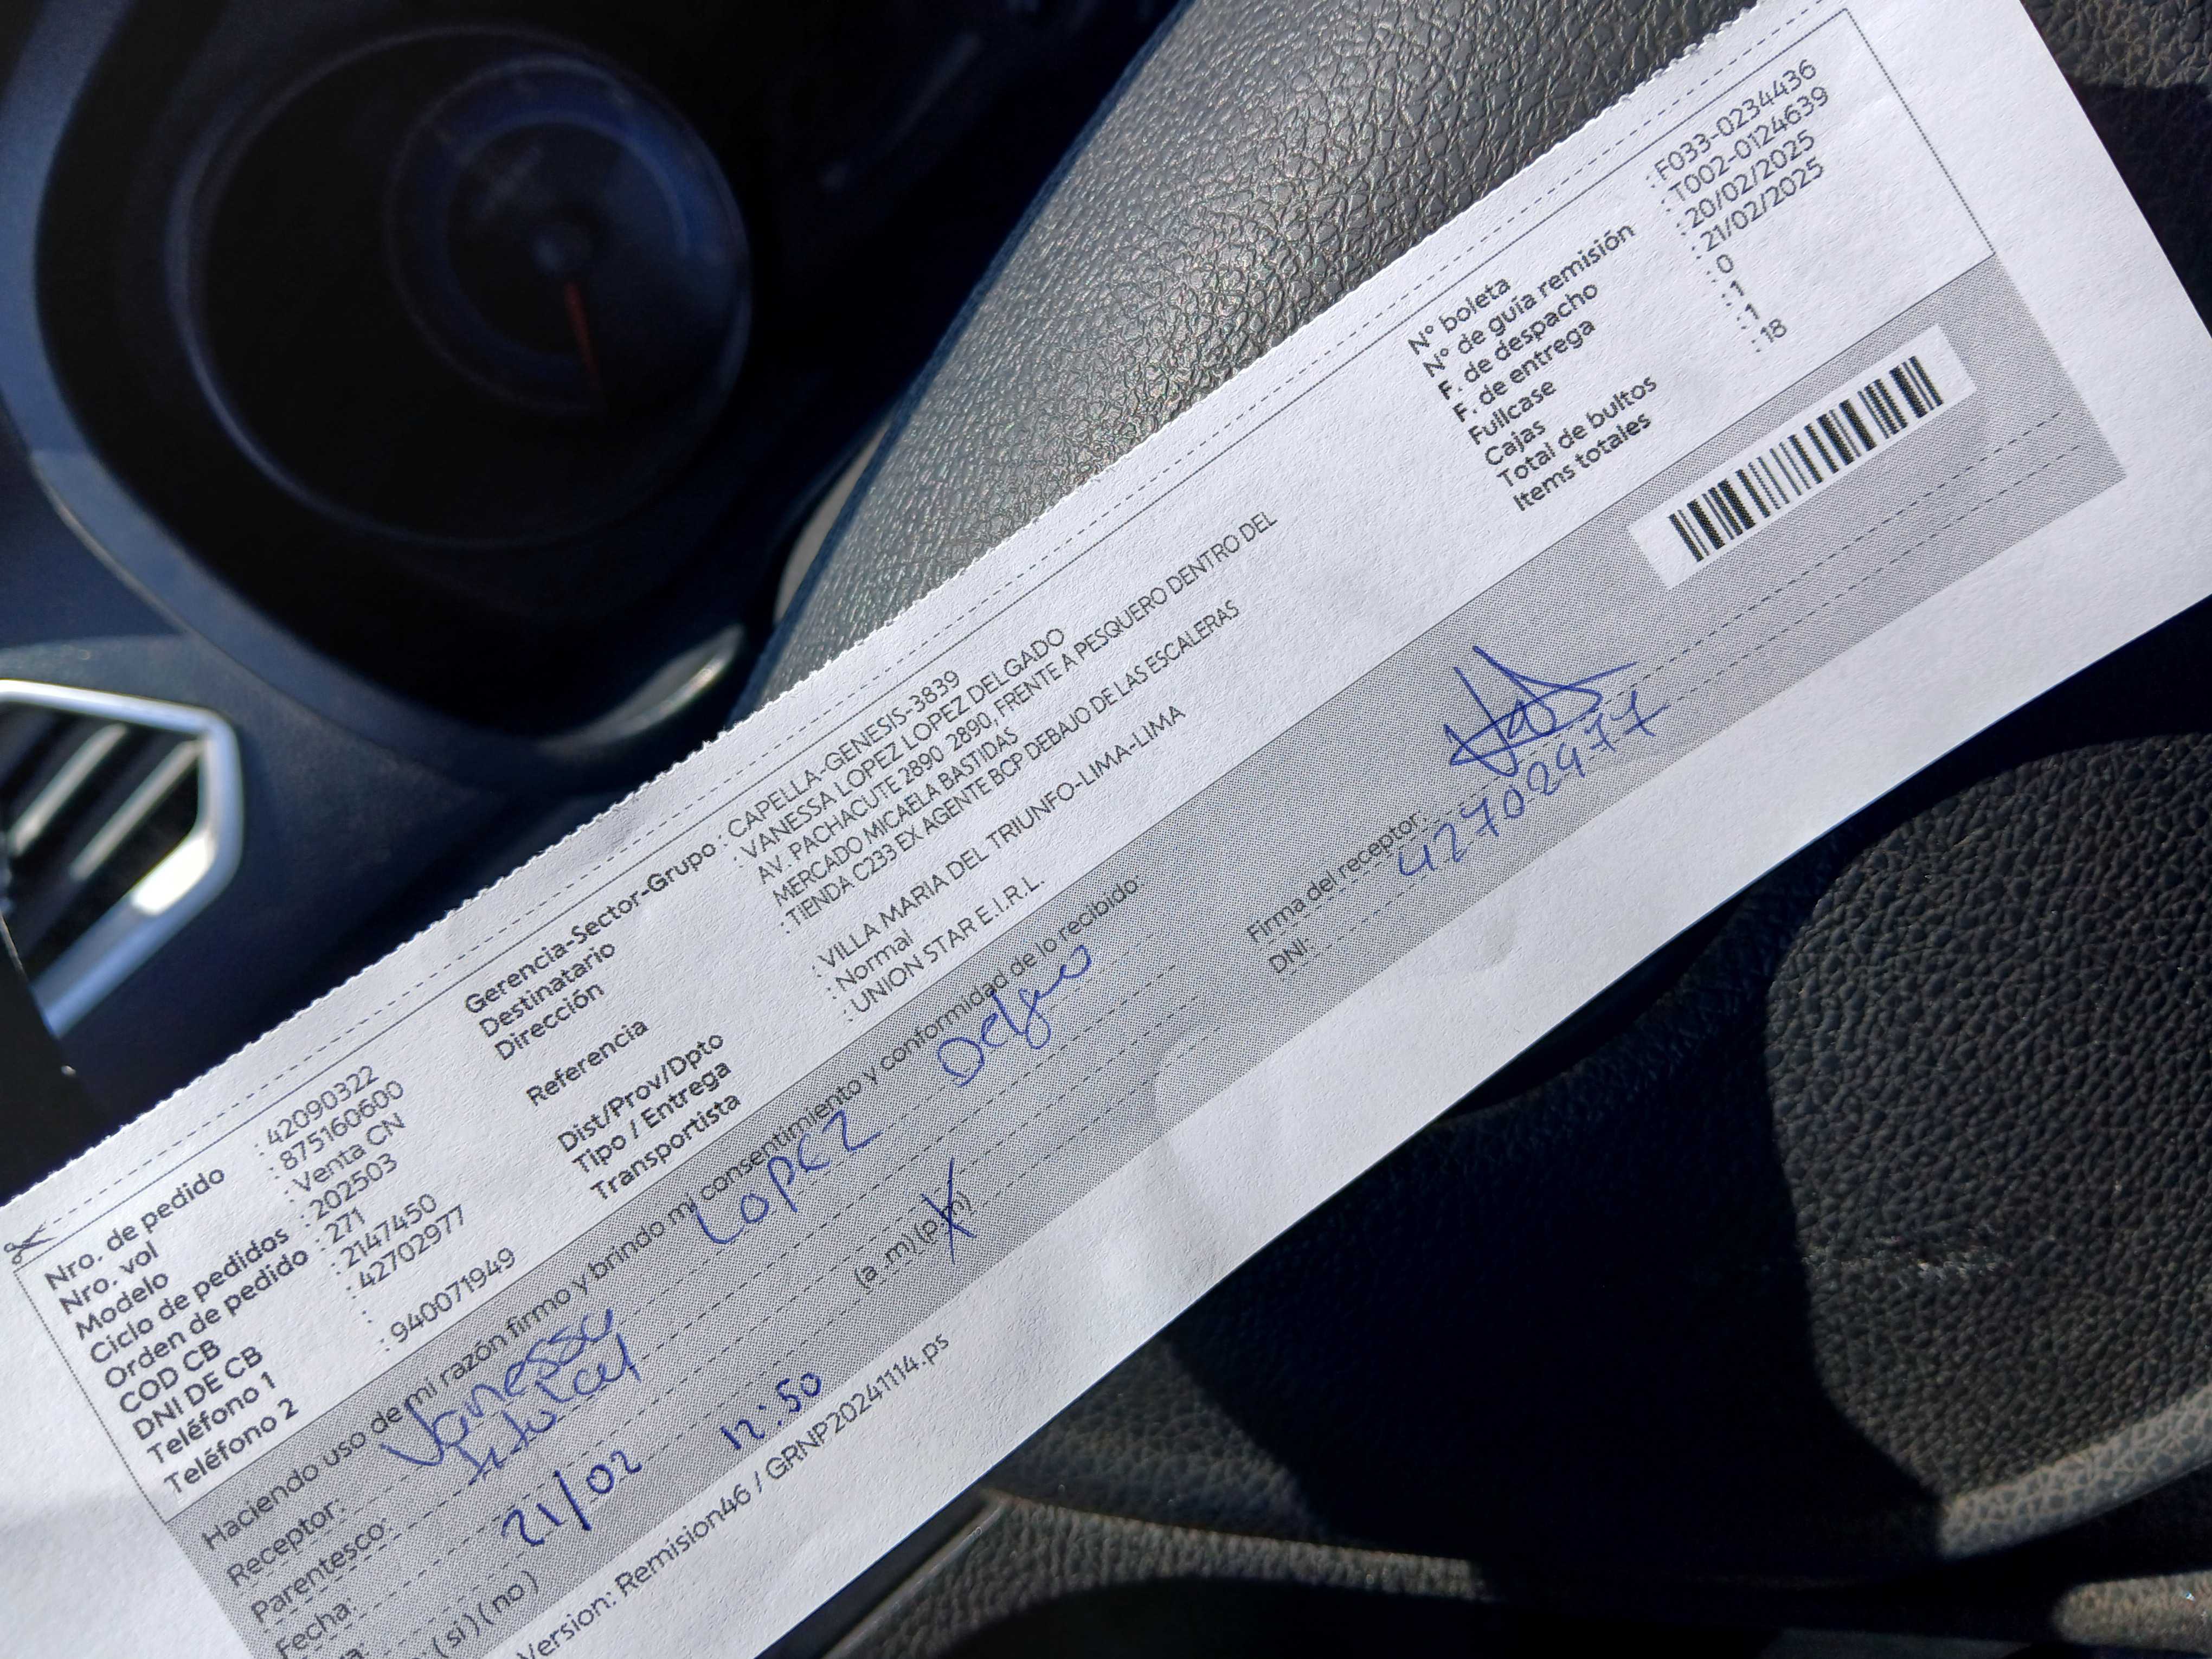 Nro. de pedido : 42090322
Nro. vol : 875160600
Modelo : Venta CN
Ciclo de pedidos : 202503
Orden de pedido : 271
COD CB : 2147450
DNI DE CB : 42702977
Teléfono 1 :
Teléfono 2 : 940071949
Gerencia-Sector-Grupo : CAPELLA-GENESIS-3839
Destinatario : VANESSA LOPEZ LOPEZ DELGADO
Dirección AV. PACHACUTE 2890 2890, FRENTE A PESQUERO DENTRO DEL
MERCADO MICAELA BASTIDAS
Referencia : TIENDA C233 EX AGENTE BCP DEBAJO DE LAS ESCALERAS
Dist/Prov/Dpto : VILLA MARIA DEL TRIUNFO-LIMA-LIMA
Tipo / Entrega : Normal
Transportista : UNION STAR E.I.R.L.
N° boleta : F033-0234436
N° de guía remisión : T002-0124639
F. de despacho : 20/02/2025
F. de entrega : 21/02/2025
Fullcase : 0
Cajas : 1
Total de bultos : 1
Items totales : 18
Haciendo uso de mi razón firmo y brindo mi consentimiento y conformidad de lo recibido:
Receptor: Vanessa LOPEZ Delgado
Parentesco: titular
Fecha: 21/02 12:50 (a.m) (p.m)
( si ) ( no )
Firma del receptor:
DNI: 42702977
Version: Remision46 / GRNP20241114.ps